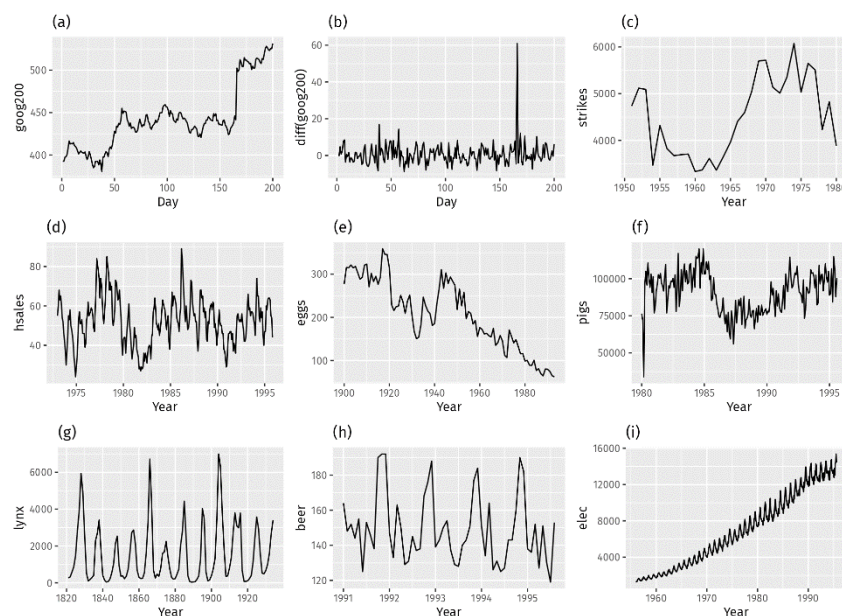 (a)
goog200
500
450
400
0
50
100
150
200
Day
(b)
diff(goog200)
60
40
20
0
0
50
100
150
200
Day
(c)
strikes
6000
5000
4000
1950
1955
1960
1965
1970
1975
1980
Year
(d)
hsales
80
60
40
1975
1980
1985
1990
1995
Year
(e)
eggs
300
200
100
1900
1920
1940
1960
1980
Year
(f)
pigs
100000
75000
50000
1980
1985
1990
1995
Year
(g)
lynx
6000
4000
2000
0
1820
1840
1860
1880
1900
1920
Year
(h)
beer
180
160
140
120
1991
1992
1993
1994
1995
Year
(i)
elec
16000
12000
8000
4000
1960
1970
1980
1990
Year